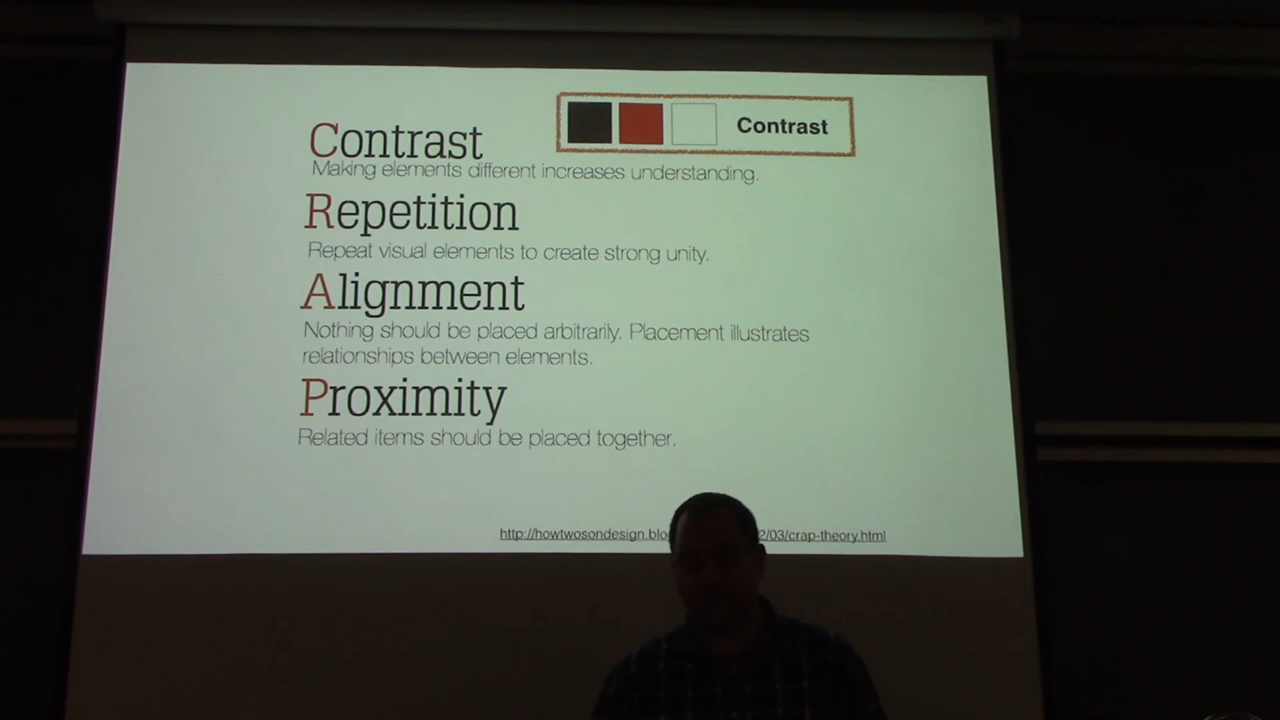 Contrast
Contrast
Making elements different increases understanding.
Repetition
Repeat visual elements to create strong unity.
Alignment
Nothing should be placed arbitrarily. Placement illustrates
relationships between elements.
Proximity
Related items should be placed together.
http://howtwosondesign.blo 2/03/crap-theory.html